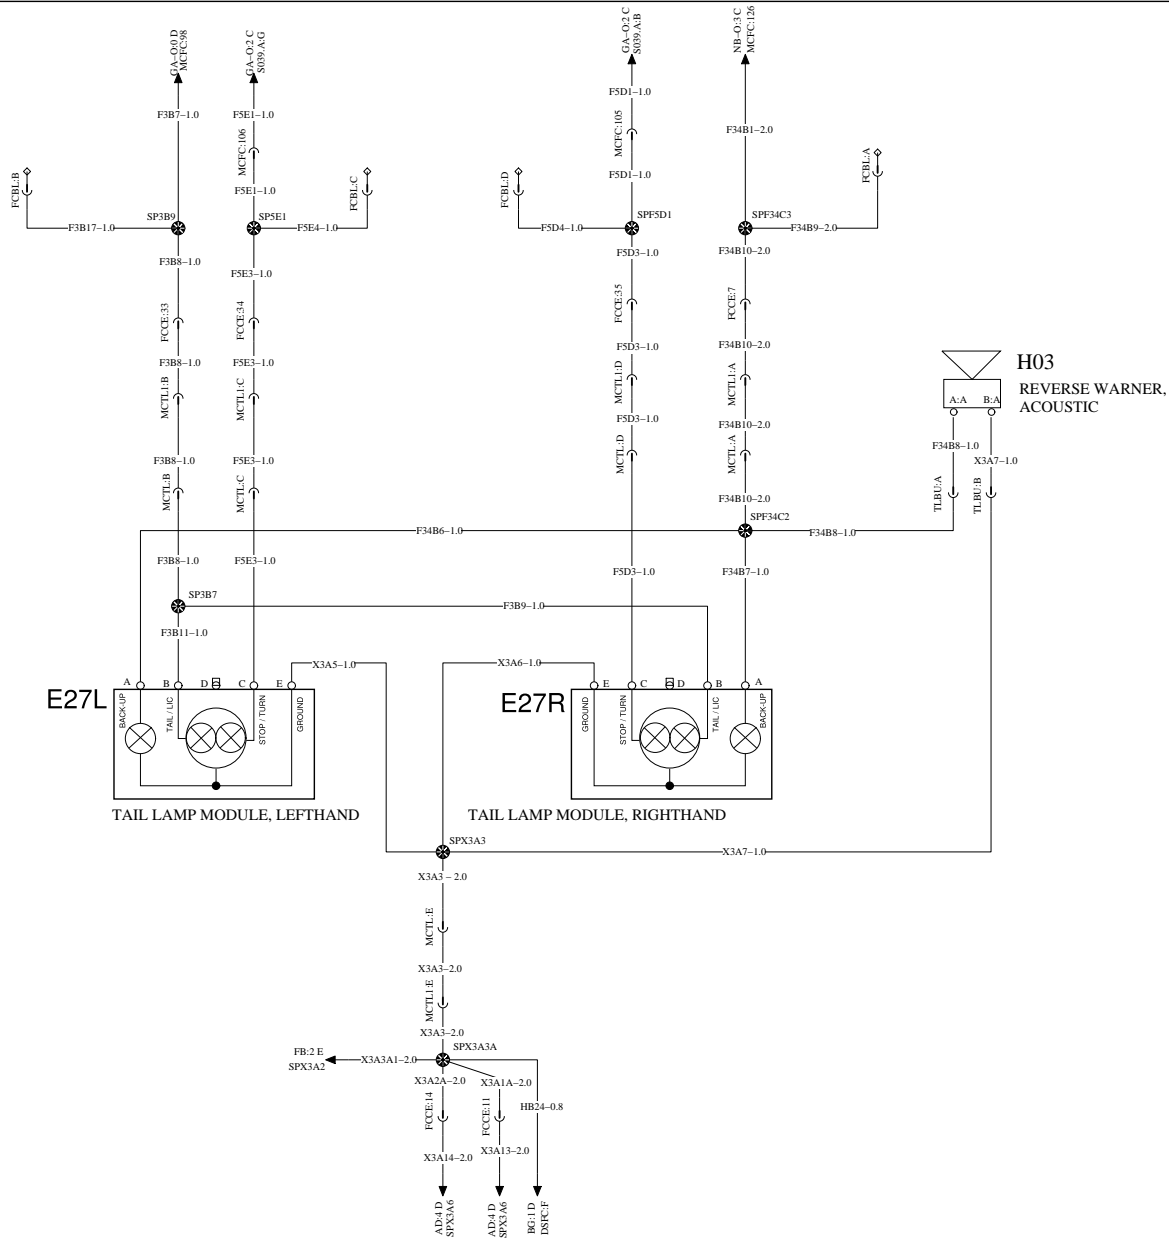 GA-O:0 D
MCFC:98
GA-O:2 C
S039.A:G
GA-O:2 C
S039.A:B
NB-O:3 C
MCFC:126
F3B7-1.0
F5E1-1.0
F5D1-1.0
F34B1-2.0
MCFC:106
MCFC:105
FCBL:B
F5E1-1.0
FCBL:C
FCBL:D
F5D1-1.0
FCBL:A
SP3B9
SP5E1
SPF5D1
SPF34C3
F3B17-1.0
F5E4-1.0
F5D4-1.0
F34B9-2.0
F3B8-1.0
F5E3-1.0
F5D3-1.0
F34B10-2.0
FCCE:33
FCCE:34
FCCE:35
FCCE:7
F3B8-1.0
F5E3-1.0
F5D3-1.0
F34B10-2.0
MCTL1:B
MCTL1:C
MCTL1:D
MCTL1:A
H03
REVERSE WARNER,
ACOUSTIC
A:A
B:A
F5D3-1.0
F34B10-2.0
F3B8-1.0
F5E3-1.0
MCTL:D
MCTL:A
F34B8-1.0
X3A7-1.0
MCTL:B
MCTL:C
F34B10-2.0
TLBU:A
TLBU:B
SPF34C2
F34B6-1.0
F34B8-1.0
F3B8-1.0
F5E3-1.0
F5D3-1.0
F34B7-1.0
SP3B7
F3B9-1.0
F3B11-1.0
X3A5-1.0
X3A6-1.0
A
B
D
C
E
E
C
D
B
A
E27L
BACK-UP
TAIL / LIC
STOP / TURN
GROUND
E27R
GROUND
STOP / TURN
TAIL / LIC
BACK-UP
TAIL LAMP MODULE, LEFTHAND
TAIL LAMP MODULE, RIGHTHAND
SPX3A3
X3A7-1.0
X3A3 - 2.0
MCTL:E
X3A3-2.0
MCTL1:E
X3A3-2.0
SPX3A3A
FB:2 E
SPX3A2
X3A3A1-2.0
X3A2A-2.0
X3A1A-2.0
FCCE:14
FCCE:11
HB24-0.8
X3A14-2.0
X3A13-2.0
AD:4 D
SPX3A6
AD:4 D
SPX3A6
BG:1 D
DSFC:F